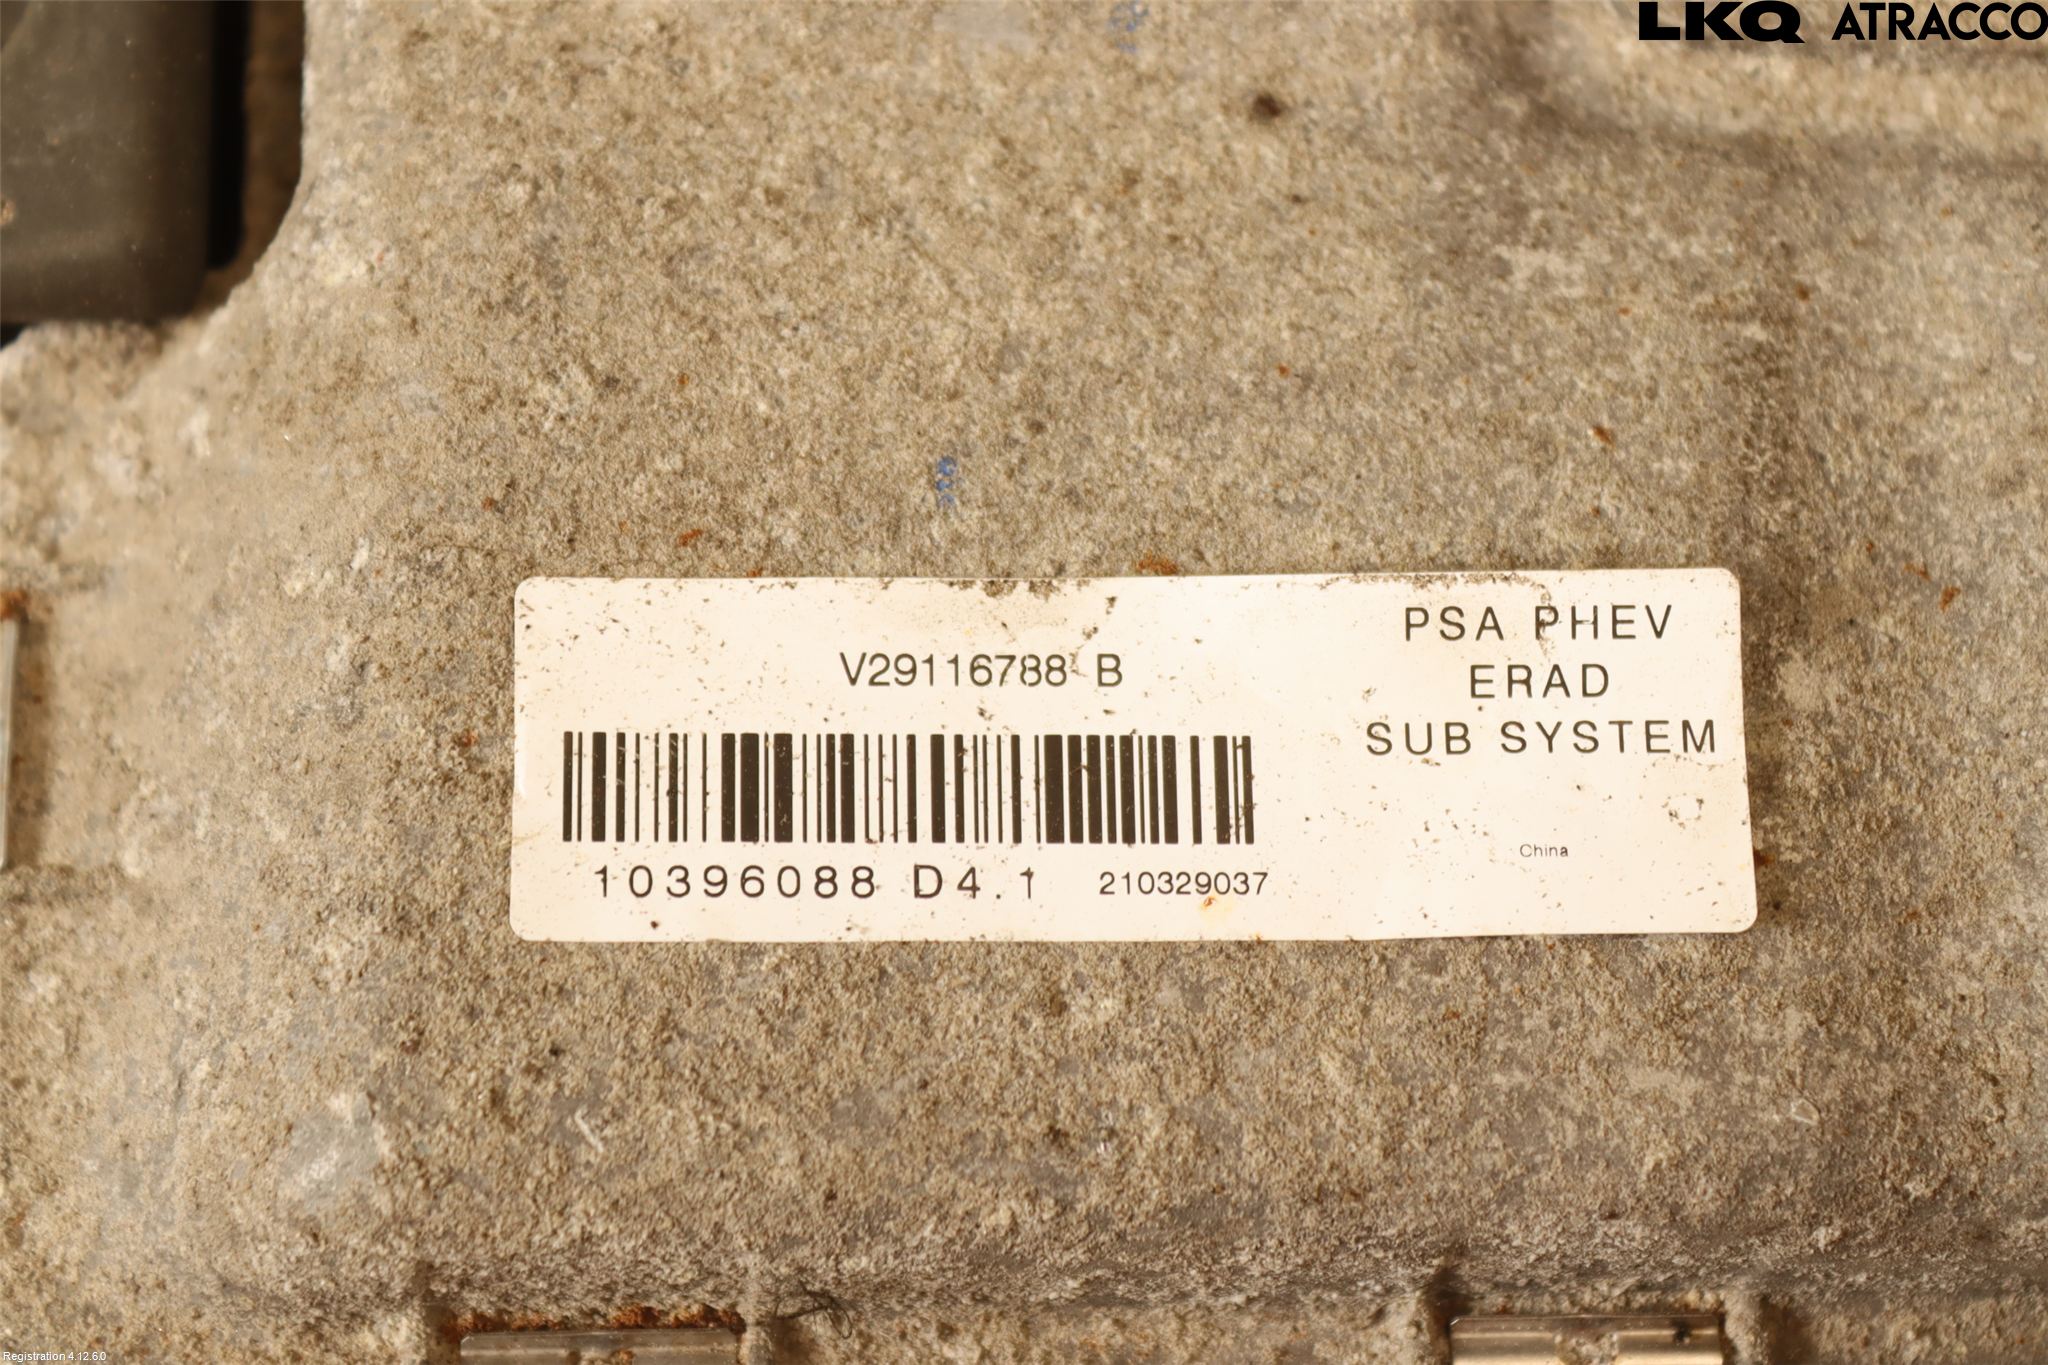 LKQ ATRACCO
PSA PHEV
ERAD
SUB SYSTEM
V29116788 B
10396088 D4.1 210329037
China
Registration 4.12.6.0